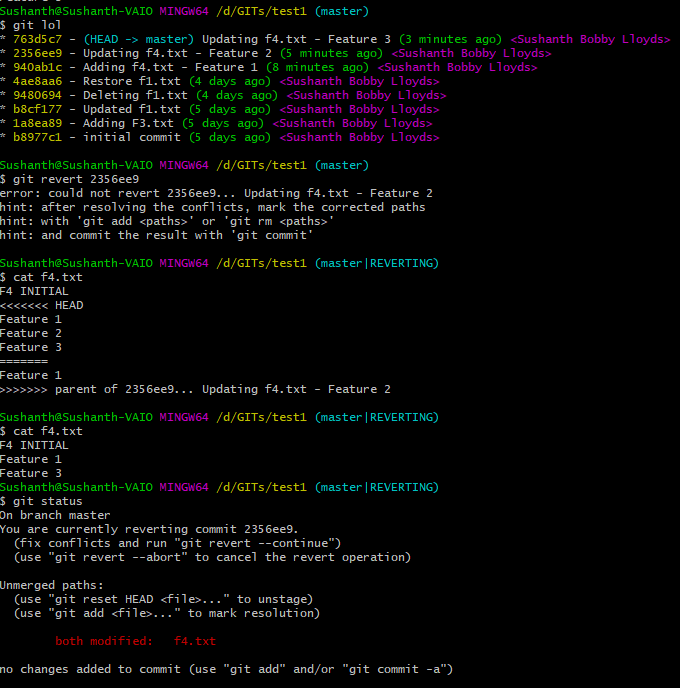 Sushanth@Sushanth-VAIO MINGW64 /d/GITs/test1 (master)
$ git lol
* 763d5c7 - (HEAD -> master) Updating f4.txt - Feature 3 (3 minutes ago) <Sushanth Bobby Lloyds>
* 2356ee9 - Updating f4.txt - Feature 2 (5 minutes ago) <Sushanth Bobby Lloyds>
* 940ab1c - Adding f4.txt - Feature 1 (8 minutes ago) <Sushanth Bobby Lloyds>
* 4ae8aa6 - Restore f1.txt (4 days ago) <Sushanth Bobby Lloyds>
* 9480694 - Deleting f1.txt (4 days ago) <Sushanth Bobby Lloyds>
* b8cf177 - Updated f1.txt (5 days ago) <Sushanth Bobby Lloyds>
* 1a8ea89 - Adding F3.txt (5 days ago) <Sushanth Bobby Lloyds>
* b8977c1 - initial commit (5 days ago) <Sushanth Bobby Lloyds>
Sushanth@Sushanth-VAIO MINGW64 /d/GITs/test1 (master)
$ git revert 2356ee9
error: could not revert 2356ee9... Updating f4.txt - Feature 2
hint: after resolving the conflicts, mark the corrected paths
hint: with 'git add <paths>' or 'git rm <paths>'
hint: and commit the result with 'git commit'
Sushanth@Sushanth-VAIO MINGW64 /d/GITs/test1 (master|REVERTING)
$ cat f4.txt
F4 INITIAL
<<<<<<< HEAD
Feature 1
Feature 2
Feature 3
=======
Feature 1
>>>>>>> parent of 2356ee9... Updating f4.txt - Feature 2
Sushanth@Sushanth-VAIO MINGW64 /d/GITs/test1 (master|REVERTING)
$ cat f4.txt
F4 INITIAL
Feature 1
Feature 3
Sushanth@Sushanth-VAIO MINGW64 /d/GITs/test1 (master|REVERTING)
$ git status
On branch master
You are currently reverting commit 2356ee9.
(fix conflicts and run "git revert --continue")
(use "git revert --abort" to cancel the revert operation)
Unmerged paths:
(use "git reset HEAD <file>..." to unstage)
(use "git add <file>..." to mark resolution)
both modified: f4.txt
no changes added to commit (use "git add" and/or "git commit -a")